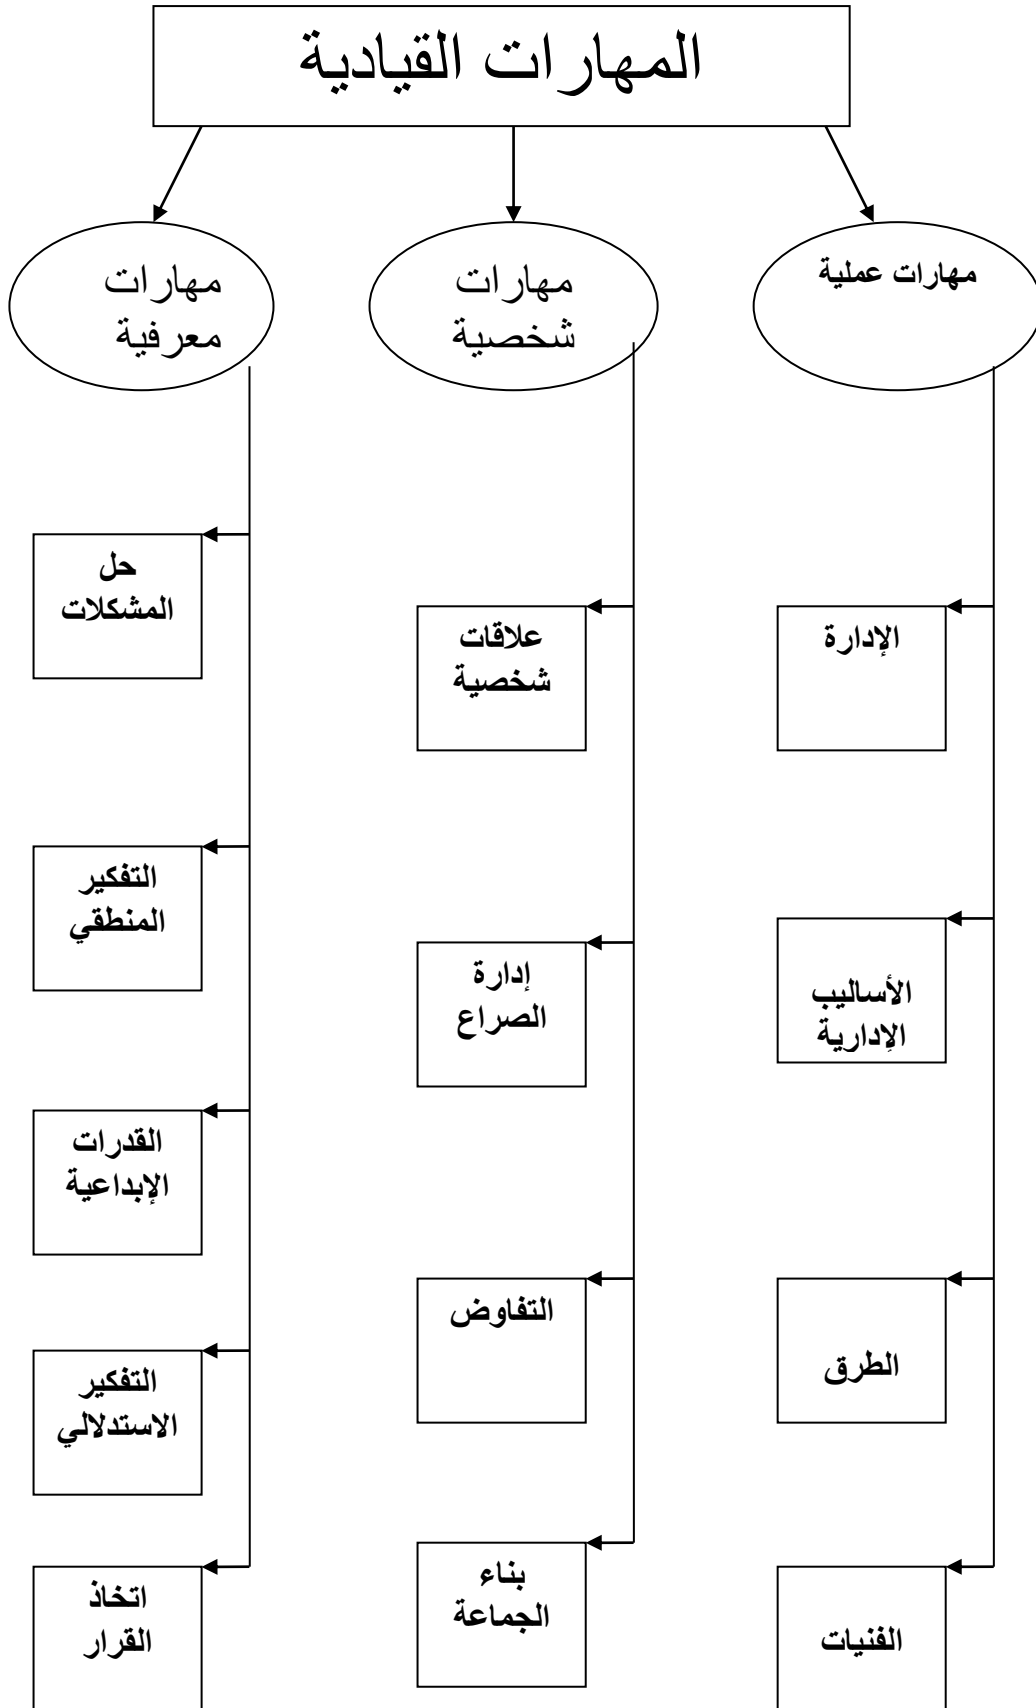 المهارات القيادية
مهارات عملية
مهارات
شخصية
مهارات
معرفية
الإدارة
الأساليب
الإدارية
الطرق
الفنيات
علاقات
شخصية
إدارة
الصراع
التفاوض
بناء
الجماعة
حل
المشكلات
التفكير
المنطقي
القدرات
الإبداعية
التفكير
الاستدلالي
اتخاذ
القرار